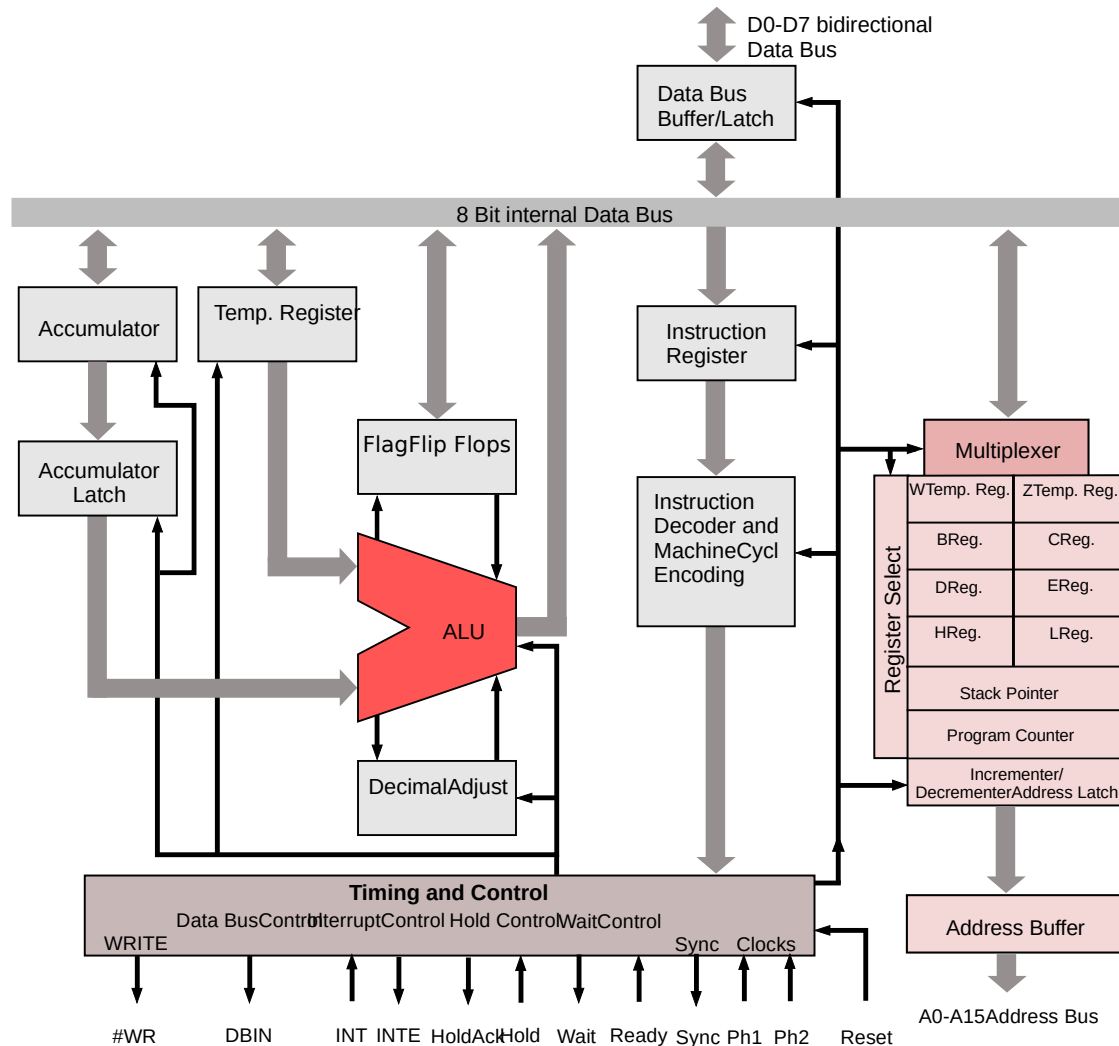 D0-D7 bidirectional
Data Bus
Data Bus
Buffer/Latch
8 Bit internal Data Bus
Accumulator
Temp. Register
Instruction
Register
FlagFlip Flops
Multiplexer
Accumulator
Latch
Instruction
Decoder and
MachineCycl
Encoding
Register Select
WTemp. Reg.
ZTemp. Reg.
BReg.
CReg.
DReg.
EReg.
HReg.
LReg.
Stack Pointer
Program Counter
Incrementer/
DecrementerAddress Latch
ALU
DecimalAdjust
Timing and Control
Data BusControl
InterruptControl
Hold Control
WaitControl
WRITE
Sync
Clocks
Address Buffer
#WR
DBIN
INT
INTE
HoldAck
Hold
Wait
Ready
Sync
Ph1
Ph2
Reset
A0-A15Address Bus